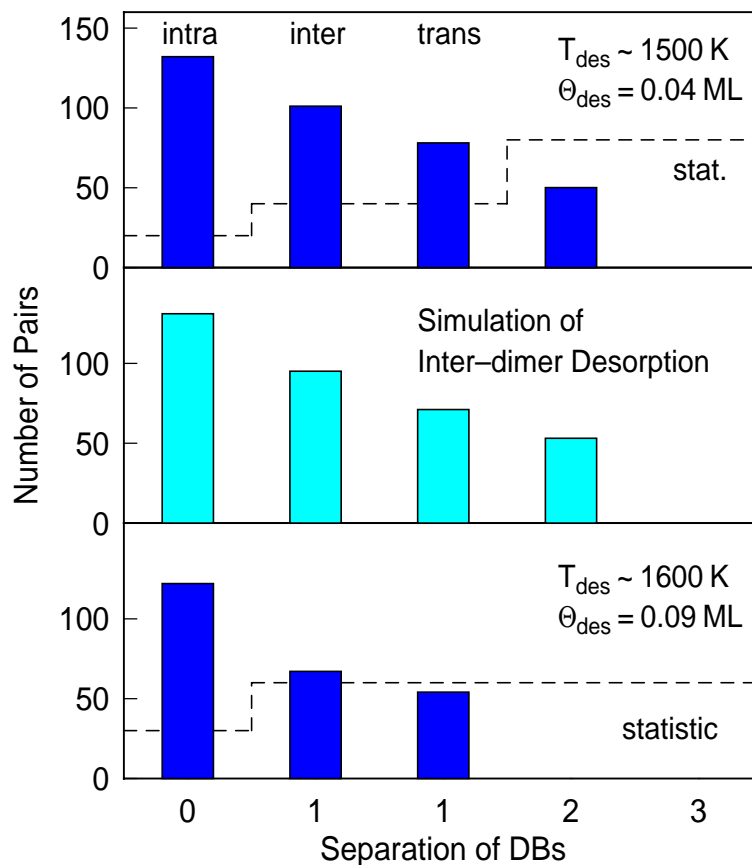 150
intra inter trans
T_des ~ 1500 K
Θ_des = 0.04 ML
100
stat.
50
0
Simulation of
Inter–dimer Desorption
100
50
0
Number of Pairs
T_des ~ 1600 K
Θ_des = 0.09 ML
100
50
statistic
0
0 1 1 2 3
Separation of DBs